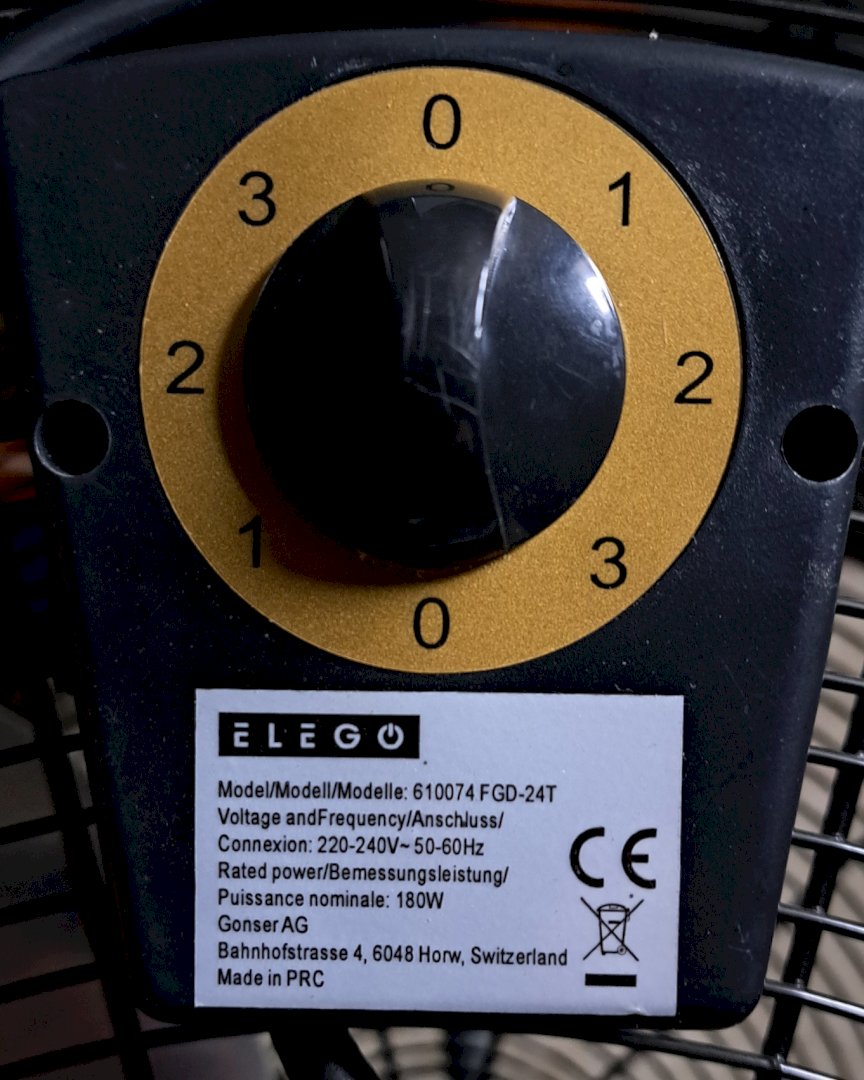 0
3 1
2 2
1 3
0
ELEGO
Model/Modell/Modelle: 610074 FGD-24T
Voltage andFrequency/Anschluss/
Connexion: 220-240V~ 50-60Hz
Rated power/Bemessungsleistung/
Puissance nominale: 180W
Gonser AG
Bahnhofstrasse 4, 6048 Horw, Switzerland
Made in PRC
CE